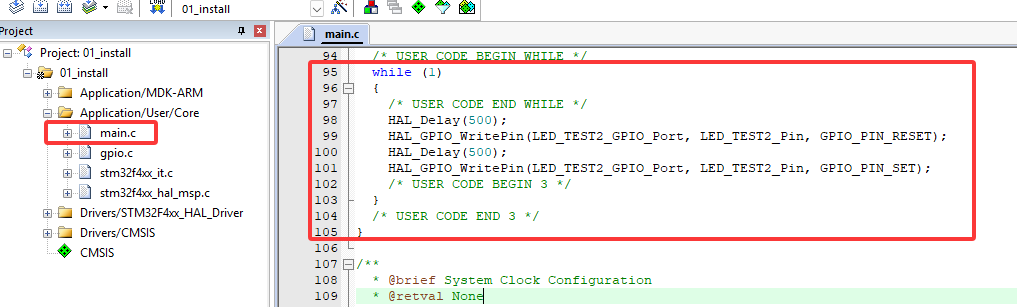 LOAD
01_install
Project
Project: 01_install
01_install
Application/MDK-ARM
Application/User/Core
main.c
gpio.c
stm32f4xx_it.c
stm32f4xx_hal_msp.c
Drivers/STM32F4xx_HAL_Driver
Drivers/CMSIS
CMSIS
main.c
94 /* USER CODE BEGIN WHILE */
95 while (1)
96 {
97 /* USER CODE END WHILE */
98 HAL_Delay(500);
99 HAL_GPIO_WritePin(LED_TEST2_GPIO_Port, LED_TEST2_Pin, GPIO_PIN_RESET);
100 HAL_Delay(500);
101 HAL_GPIO_WritePin(LED_TEST2_GPIO_Port, LED_TEST2_Pin, GPIO_PIN_SET);
102 /* USER CODE BEGIN 3 */
103 }
104 /* USER CODE END 3 */
105 }
106
107 /**
108 * @brief System Clock Configuration
109 * @retval None